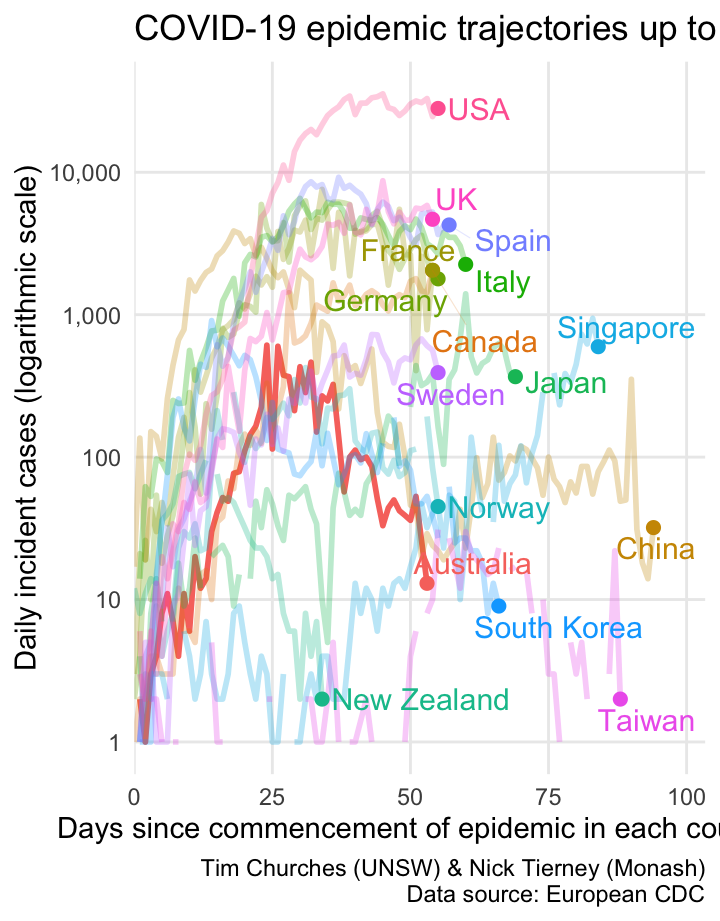 COVID-19 epidemic trajectories up to
Daily incident cases (logarithmic scale)
10,000
1,000
100
10
1
USA
UK
Spain
France
Italy
Germany
Singapore
Canada
Sweden
Japan
Norway
China
Australia
South Korea
New Zealand
Taiwan
0 25 50 75 100
Days since commencement of epidemic in each cou
Tim Churches (UNSW) & Nick Tierney (Monash)
Data source: European CDC